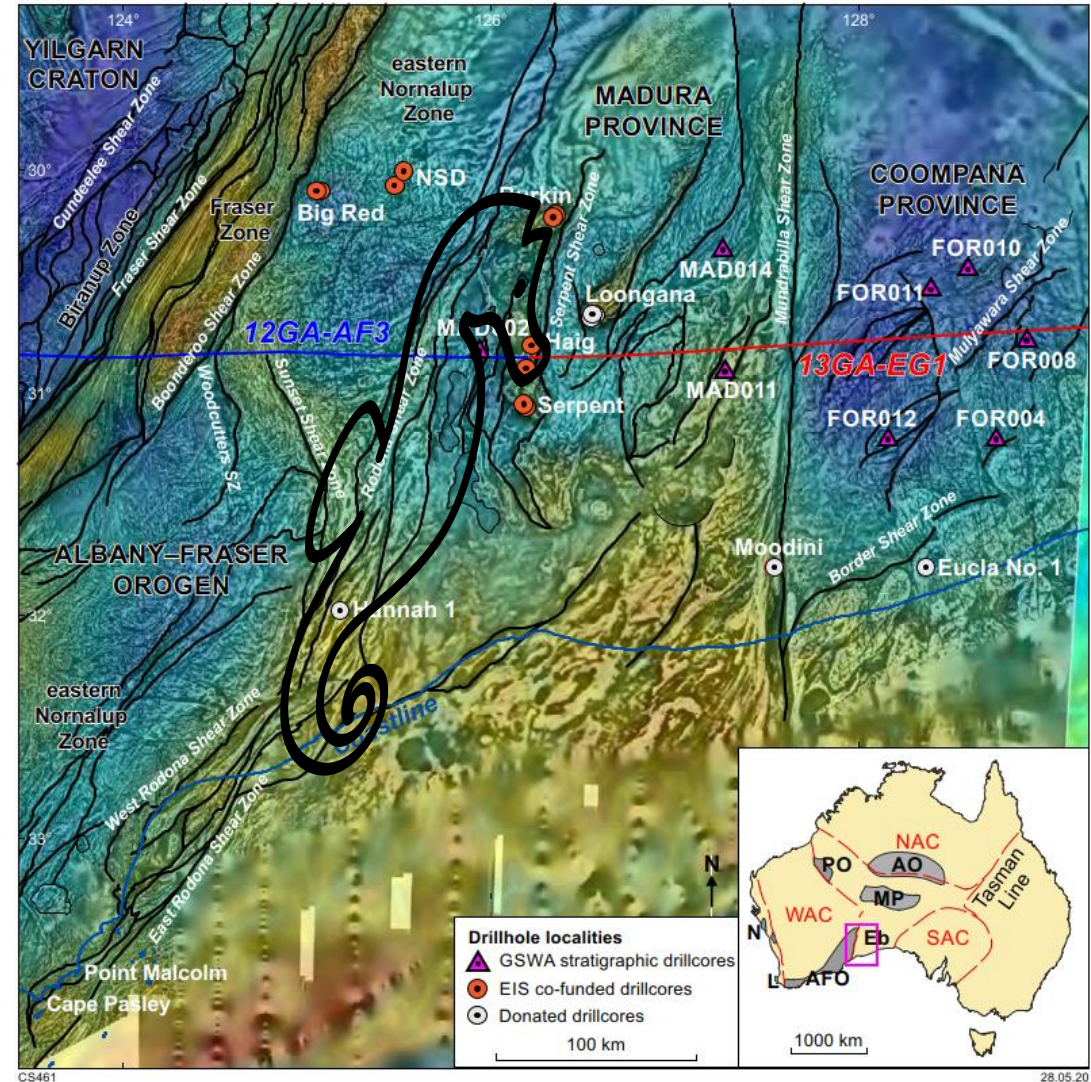 124°
126°
128°
YILGARN
CRATON
eastern
Nornalup
Zone
MADURA
PROVINCE
COOMPANA
PROVINCE
Cundeelee Shear Zone
30°
NSD
Big Red
Fraser
Zone
Biranup Zone
Fraser Shear Zone
Boonderoo Shear Zone
Serpent Shear Zone
Mundrabilla Shear Zone
MAD014
FOR010
FOR011
Mulyawara Shear Zone
Loongana
12GA-AF3
Haig
13GA-EG1
FOR008
MAD011
31°
Woodcutters SZ
Sunset Shear Zone
Shear Zone
Serpent
FOR012
FOR004
ALBANY–FRASER
OROGEN
Moodini
Border Shear Zone
Eucla No. 1
32°
Hannah 1
eastern
Nornalup
Zone
West Rodona Shear Zone
Coastline
33°
East Rodona Shear Zone
Point Malcolm
Cape Pasley
N
Drillhole localities
GSWA stratigraphic drillcores
EIS co-funded drillcores
Donated drillcores
100 km
NAC
PO
AO
MP
Tasman
Line
WAC
N
Eb
SAC
L
AFO
1000 km
CS461
28.05.20